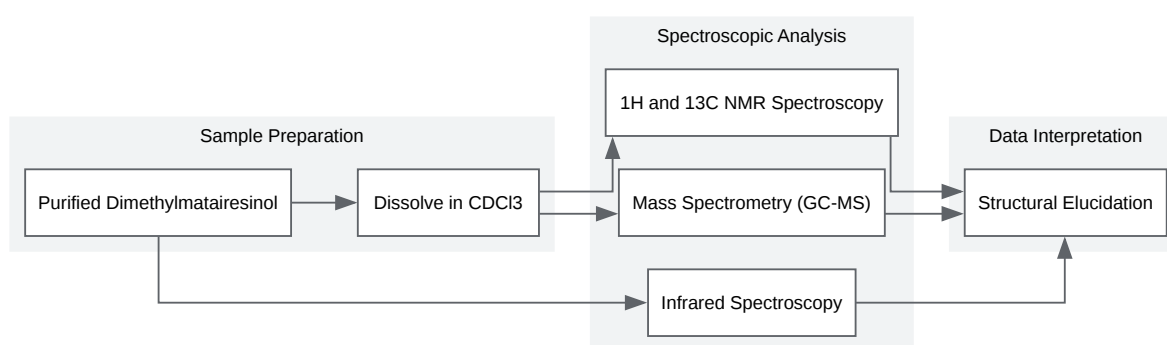 Spectroscopic Analysis
1H and 13C NMR Spectroscopy
Sample Preparation
Data Interpretation
Purified Dimethylmatairesinol
Dissolve in CDCl3
Mass Spectrometry (GC-MS)
Structural Elucidation
Infrared Spectroscopy